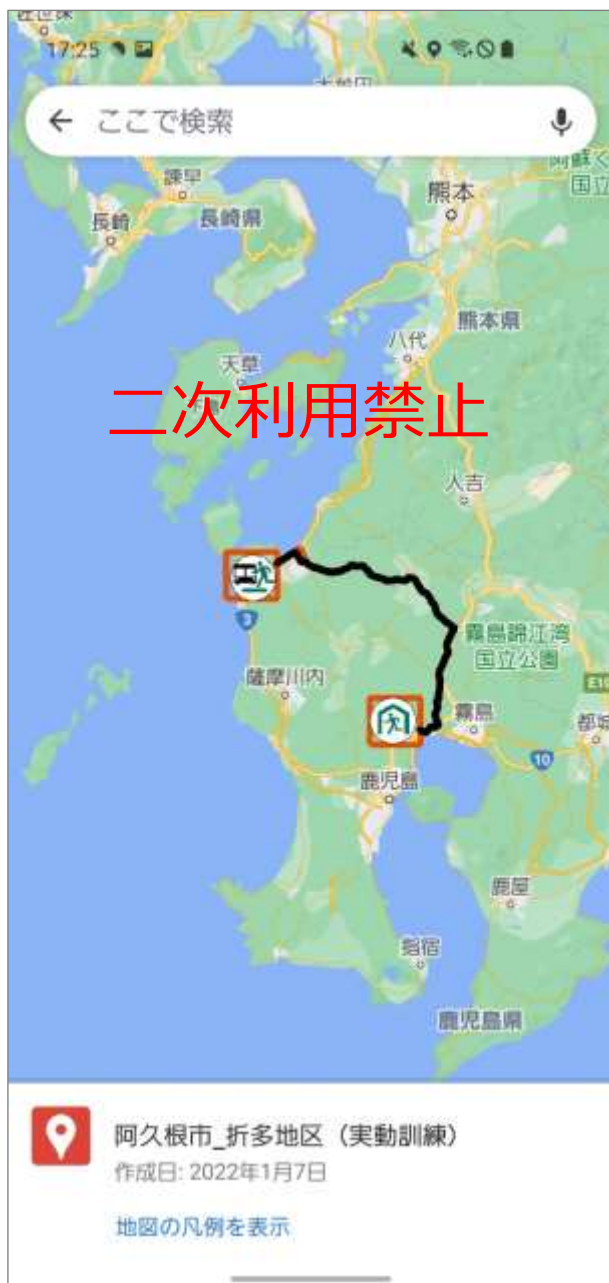 17:25
ここで検索
諫早
熊本
国立
長崎
長崎県
熊本県
八代
天草
二次利用禁止
人吉
3
霧島錦江湾
国立公園
薩摩川内
霧島
都城
10
鹿児島
鹿屋
指宿
鹿児島県
阿久根市_折多地区（実動訓練）
作成日: 2022年1月7日
地図の凡例を表示